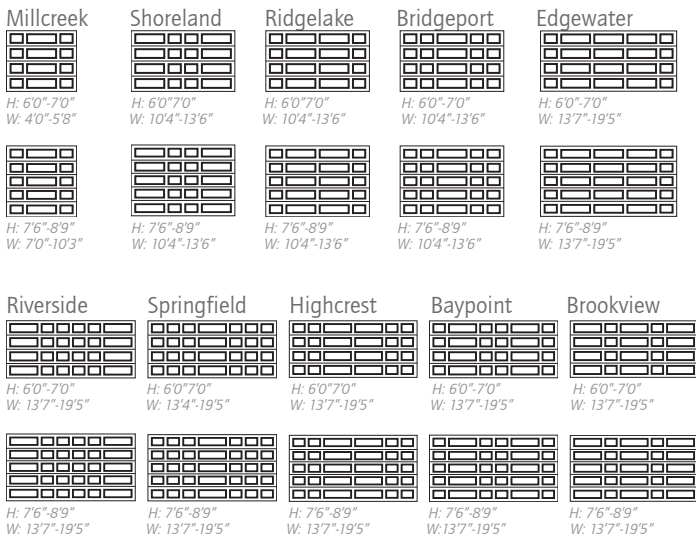 Millcreek Shoreland Ridgelake Bridgeport Edgewater
H: 6'0"-7'0" H: 6'0"7'0" H: 6'0"7'0" H: 6'0"-7'0" H: 6'0"-7'0"
W: 4'0"-5'8" W: 10'4"-13'6" W: 10'4"-13'6" W: 10'4"-13'6" W: 13'7"-19'5"
H: 7'6"-8'9" H: 7'6"-8'9" H: 7'6"-8'9" H: 7'6"-8'9" H: 7'6"-8'9"
W: 7'0"-10'3" W: 10'4"-13'6" W: 10'4"-13'6" W: 10'4"-13'6" W: 13'7"-19'5"
Riverside Springfield Highcrest Baypoint Brookview
H: 6'0"-7'0" H: 6'0"7'0" H: 6'0"7'0" H: 6'0"-7'0" H: 6'0"-7'0"
W: 13'7"-19'5" W: 13'4"-19'5" W: 13'7"-19'5" W: 13'7"-19'5" W: 13'7"-19'5"
H: 7'6"-8'9" H: 7'6"-8'9" H: 7'6"-8'9" H: 7'6"-8'9" H: 7'6"-8'9"
W: 13'7"-19'5" W: 13'7"-19'5" W: 13'7"-19'5" W:13'7"-19'5" W: 13'7"-19'5"